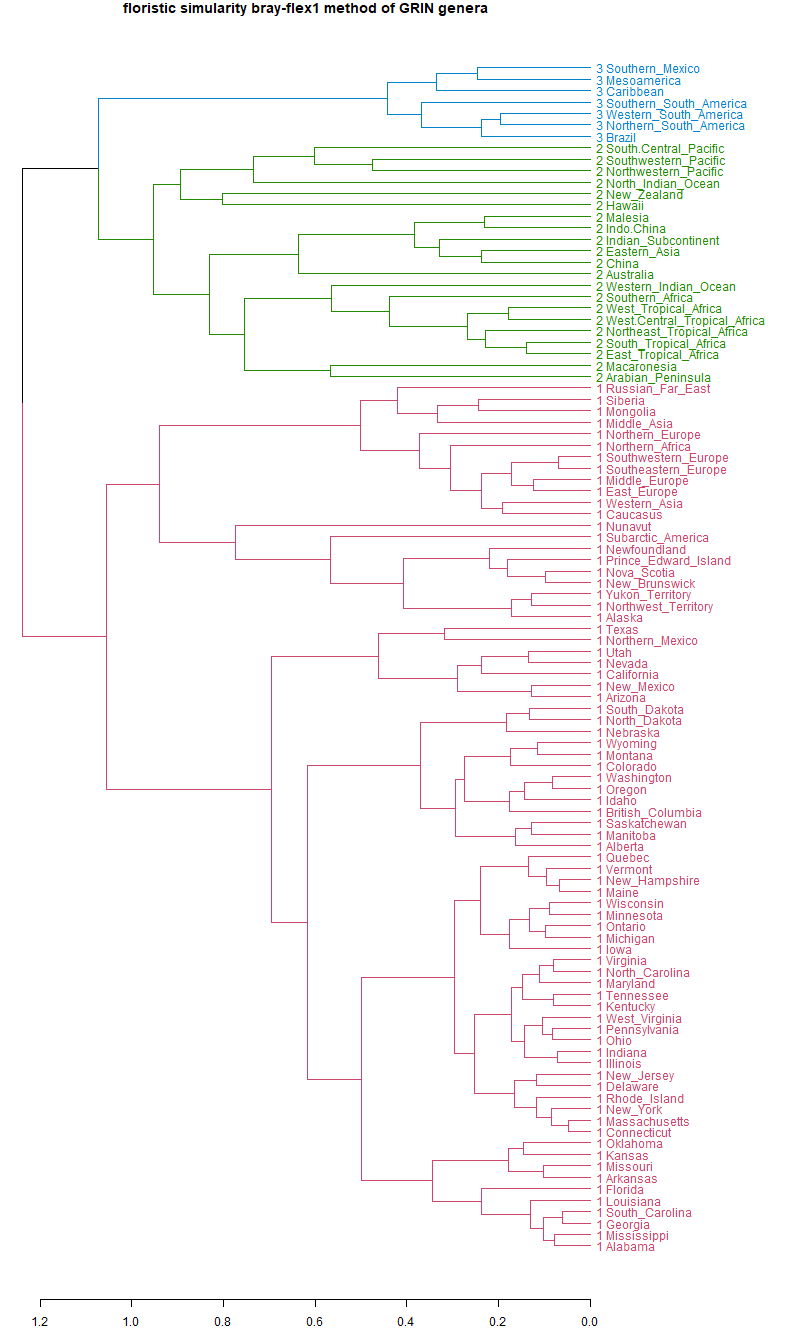 floristic simularity bray-flex1 method of GRIN genera
3 Southern_Mexico
3 Mesoamerica
3 Caribbean
3 Southern_South_America
3 Western_South_America
3 Northern_South_America
3 Brazil
2 South.Central_Pacific
2 Southwestern_Pacific
2 Northwestern_Pacific
2 North_Indian_Ocean
2 New_Zealand
2 Hawaii
2 Malesia
2 Indo.China
2 Indian_Subcontinent
2 Eastern_Asia
2 China
2 Australia
2 Western_Indian_Ocean
2 Southern_Africa
2 West_Tropical_Africa
2 West.Central_Tropical_Africa
2 Northeast_Tropical_Africa
2 South_Tropical_Africa
2 East_Tropical_Africa
2 Macaronesia
2 Arabian_Peninsula
1 Russian_Far_East
1 Siberia
1 Mongolia
1 Middle_Asia
1 Northern_Europe
1 Northern_Africa
1 Southwestern_Europe
1 Southeastern_Europe
1 Middle_Europe
1 East_Europe
1 Western_Asia
1 Caucasus
1 Nunavut
1 Subarctic_America
1 Newfoundland
1 Prince_Edward_Island
1 Nova_Scotia
1 New_Brunswick
1 Yukon_Territory
1 Northwest_Territory
1 Alaska
1 Texas
1 Northern_Mexico
1 Utah
1 Nevada
1 California
1 New_Mexico
1 Arizona
1 South_Dakota
1 North_Dakota
1 Nebraska
1 Wyoming
1 Montana
1 Colorado
1 Washington
1 Oregon
1 Idaho
1 British_Columbia
1 Saskatchewan
1 Manitoba
1 Alberta
1 Quebec
1 Vermont
1 New_Hampshire
1 Maine
1 Wisconsin
1 Minnesota
1 Ontario
1 Michigan
1 Iowa
1 Virginia
1 North_Carolina
1 Maryland
1 Tennessee
1 Kentucky
1 West_Virginia
1 Pennsylvania
1 Ohio
1 Indiana
1 Illinois
1 New_Jersey
1 Delaware
1 Rhode_Island
1 New_York
1 Massachusetts
1 Connecticut
1 Oklahoma
1 Kansas
1 Missouri
1 Arkansas
1 Florida
1 Louisiana
1 South_Carolina
1 Georgia
1 Mississippi
1 Alabama
1.2 1.0 0.8 0.6 0.4 0.2 0.0